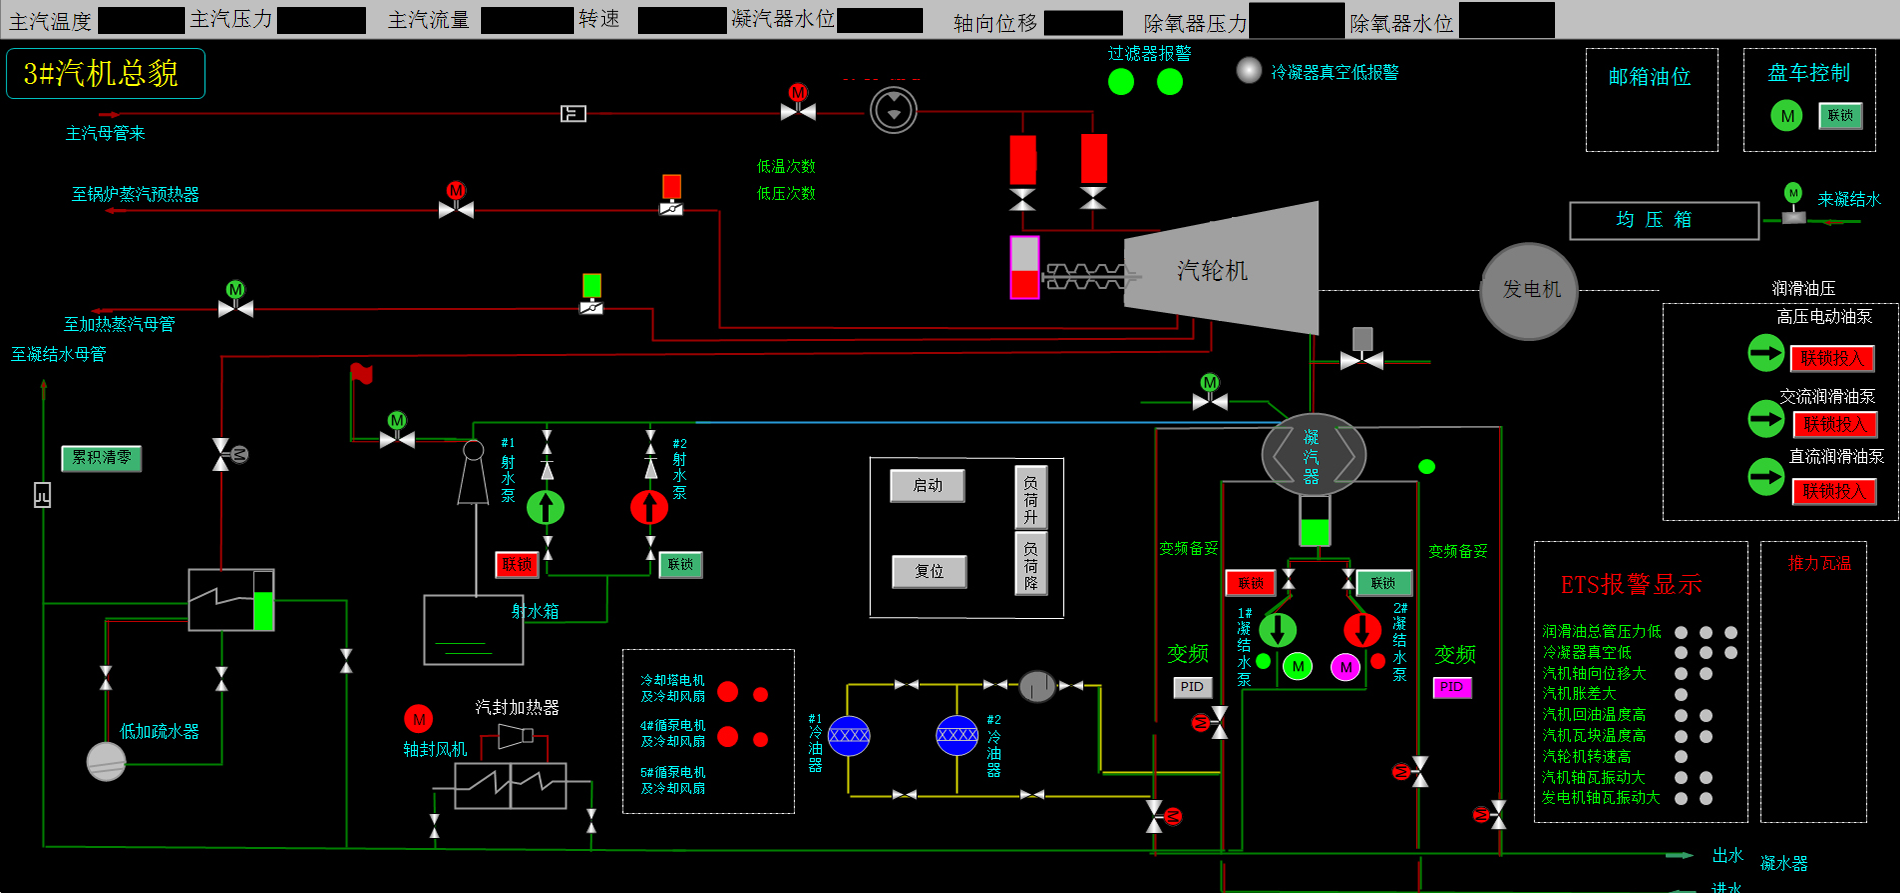 主汽温度 主汽压力 主汽流量 转速 凝汽器水位 轴向位移 除氧器压力 除氧器水位
3#汽机总貌
过滤器报警
冷凝器真空低报警
邮箱油位
盘车控制
M
联锁
主汽母管来
M
低温次数
低压次数
至锅炉蒸汽预热器
M
来凝结水
M
均压箱
汽轮机
发电机
至加热蒸汽母管
M
至凝结水母管
润滑油压
高压电动油泵
联锁投入
交流润滑油泵
联锁投入
直流润滑油泵
联锁投入
累积清零
M
M
#1射水泵
#2射水泵
M
凝汽器
启动
负荷升
复位
负荷降
联锁
联锁
射水箱
变频备妥
变频备妥
联锁
联锁
1#凝结水泵
2#凝结水泵
M
M
变频
变频
PID
PID
ETS报警显示
润滑油总管压力低
冷凝器真空低
汽机轴向位移大
汽机胀差大
汽机回油温度高
汽机瓦块温度高
汽轮机转速高
汽机轴瓦振动大
发电机轴瓦振动大
推力瓦温
低加疏水器
M
轴封风机
汽封加热器
冷却塔电机
及冷却风扇
4#循泵电机
及冷却风扇
5#循泵电机
及冷却风扇
#1冷油器
#2冷油器
M
M
M
M
出水
凝水器
进水